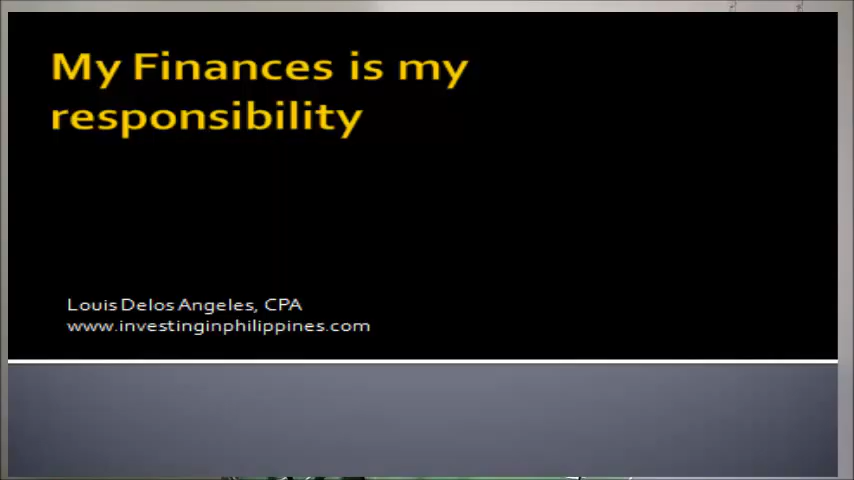 My Finances is my
responsibility
Louis Delos Angeles, CPA
www.investinginphilippines.com